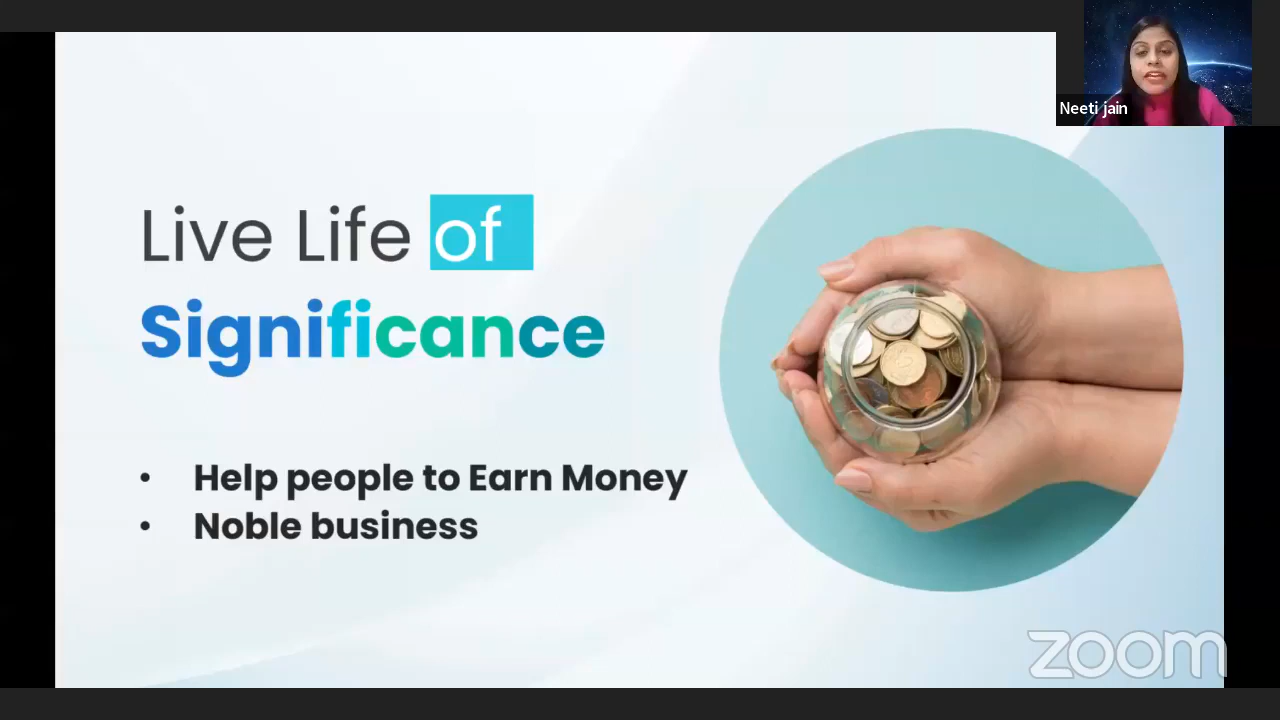 Neeti jain
Live Life of
Significance
• Help people to Earn Money
• Noble business
zoom